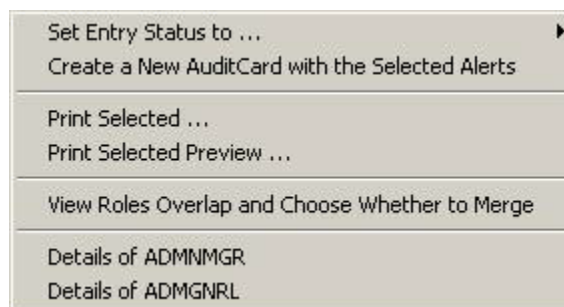 Set Entry Status to ...
Create a New AuditCard with the Selected Alerts
Print Selected ...
Print Selected Preview ...
View Roles Overlap and Choose Whether to Merge
Details of ADMNMGR
Details of ADMGNRL